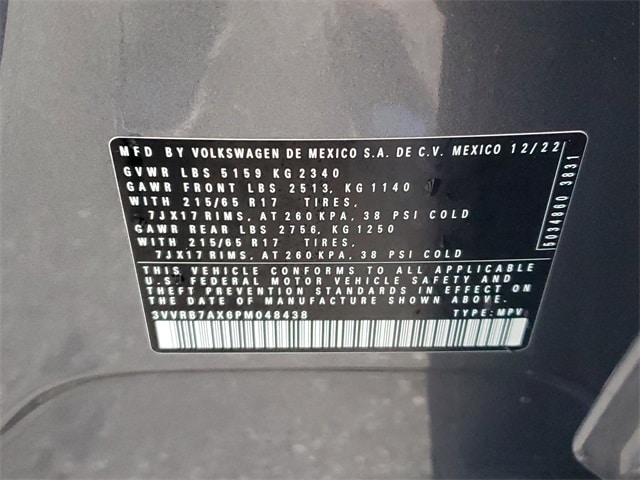 MFD BY VOLKSWAGEN DE MEXICO S.A. DE C.V. MEXICO 12/22
GVWR LBS 5159 KG 2340
GAWR FRONT LBS 2513, KG 1140
WITH 215/65 R17 TIRES,
7JX17 RIMS, AT 260 KPA, 38 PSI COLD
GAWR REAR LBS 2756, KG 1250
WITH 215/65 R17 TIRES,
7JX17 RIMS, AT 260 KPA, 38 PSI COLD
THIS VEHICLE CONFORMS TO ALL APPLICABLE
U.S. FEDERAL MOTOR VEHICLE SAFETY AND
THEFT PREVENTION STANDARDS IN EFFECT ON
THE DATE OF MANUFACTURE SHOWN ABOVE
3VVRB7AX6PM048438 TYPE: MPV
5034860 3831